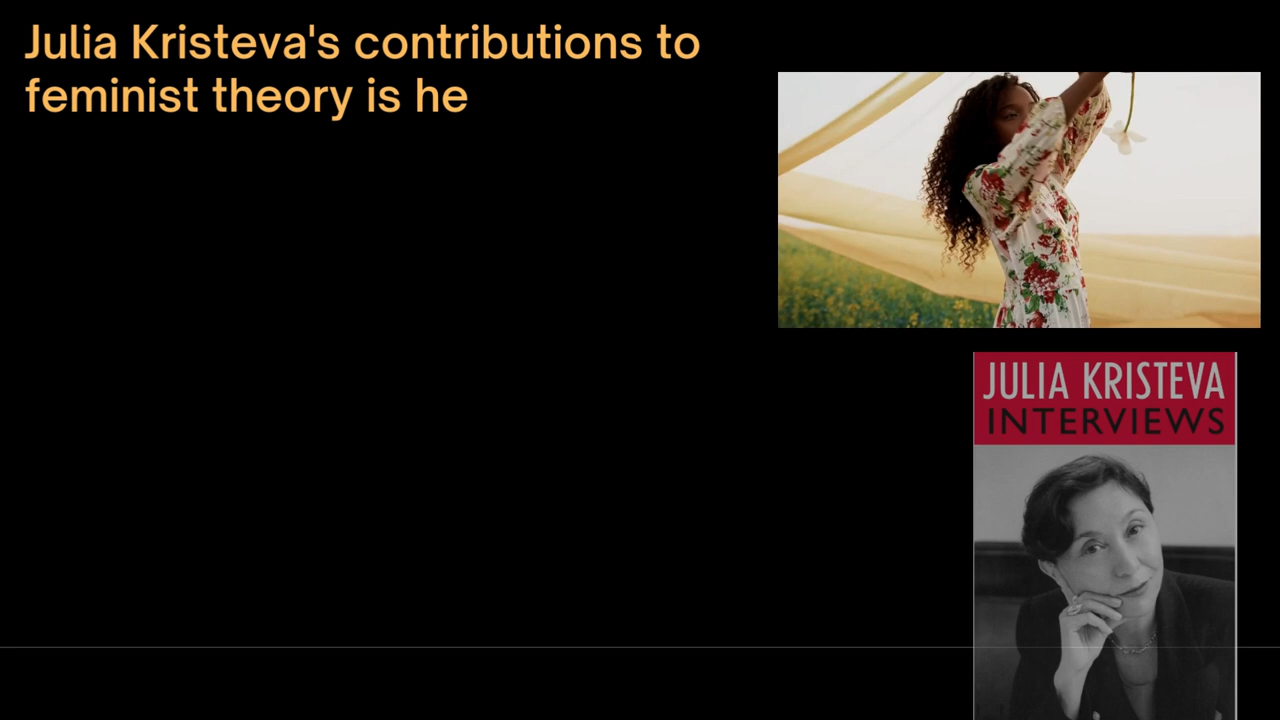 Julia Kristeva's contributions to
feminist theory is he
JULIA KRISTEVA
INTERVIEWS